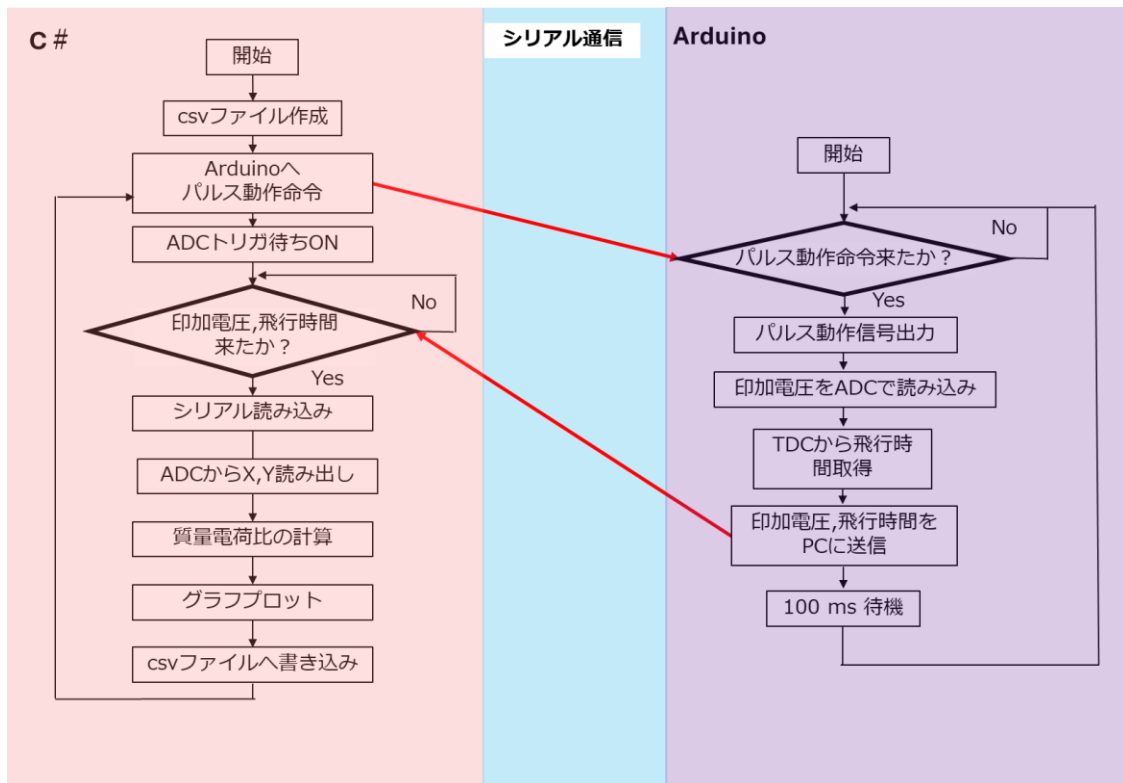 C#
開始
csvファイル作成
Arduinoへ
パルス動作命令
ADCトリガ待ちON
No
印加電圧,飛行時間
来たか？
Yes
シリアル読み込み
ADCからX,Y読み出し
質量電荷比の計算
グラフプロット
csvファイルへ書き込み
シリアル通信
Arduino
開始
No
パルス動作命令来たか？
Yes
パルス動作信号出力
印加電圧をADCで読み込み
TDCから飛行時
間取得
印加電圧,飛行時間を
PCに送信
100 ms 待機